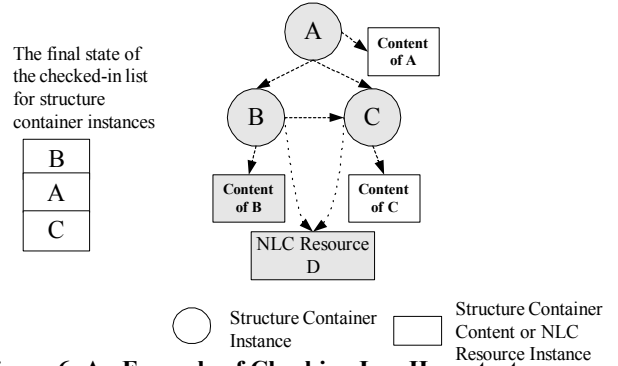 The final state of
the checked-in list
for structure
container instances
B
A
C
A
Content
of A
B
C
Content
of B
Content
of C
NLC Resource
D
Structure Container
Instance
Structure Container
Content or NLC
Resource Instance